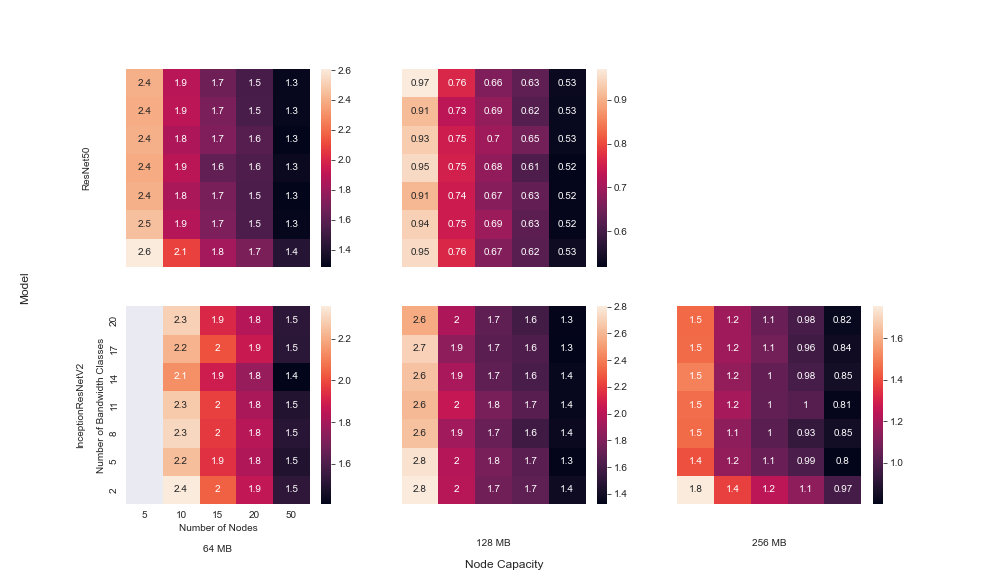 2.4 1.9 1.7 1.5 1.3
2.4 1.9 1.7 1.5 1.3
2.4 1.8 1.7 1.6 1.3
2.4 1.9 1.6 1.6 1.3
2.4 1.8 1.7 1.5 1.3
2.5 1.9 1.7 1.5 1.3
2.6 2.1 1.8 1.7 1.4
2.6
2.4
2.2
2.0
1.8
1.6
1.4
0.97 0.76 0.66 0.63 0.53
0.91 0.73 0.69 0.62 0.53
0.93 0.75 0.7 0.65 0.53
0.95 0.75 0.68 0.61 0.52
0.91 0.74 0.67 0.63 0.52
0.94 0.75 0.69 0.63 0.52
0.95 0.76 0.67 0.62 0.53
0.9
0.8
0.7
0.6
ResNet50
Model
InceptionResNetV2
Number of Bandwidth Classes
20 2.3 1.9 1.8 1.5
17 2.2 2 1.9 1.5
14 2.1 1.9 1.8 1.4
11 2.3 2 1.8 1.5
8 2.3 2 1.8 1.5
5 2.2 1.9 1.8 1.5
2 2.4 2 1.9 1.5
5 10 15 20 50
Number of Nodes
64 MB
2.2
2.0
1.8
1.6
2.6 2 1.7 1.6 1.3
2.7 1.9 1.7 1.6 1.3
2.6 1.9 1.7 1.6 1.4
2.6 2 1.8 1.7 1.4
2.6 1.9 1.7 1.6 1.4
2.8 2 1.8 1.7 1.3
2.8 2 1.7 1.7 1.4
2.8
2.6
2.4
2.2
2.0
1.8
1.6
1.4
128 MB
1.5 1.2 1.1 0.98 0.82
1.5 1.2 1.1 0.96 0.84
1.5 1.2 1 0.98 0.85
1.5 1.2 1 1 0.81
1.5 1.1 1 0.93 0.85
1.4 1.2 1.1 0.99 0.8
1.8 1.4 1.2 1.1 0.97
1.6
1.4
1.2
1.0
256 MB
Node Capacity